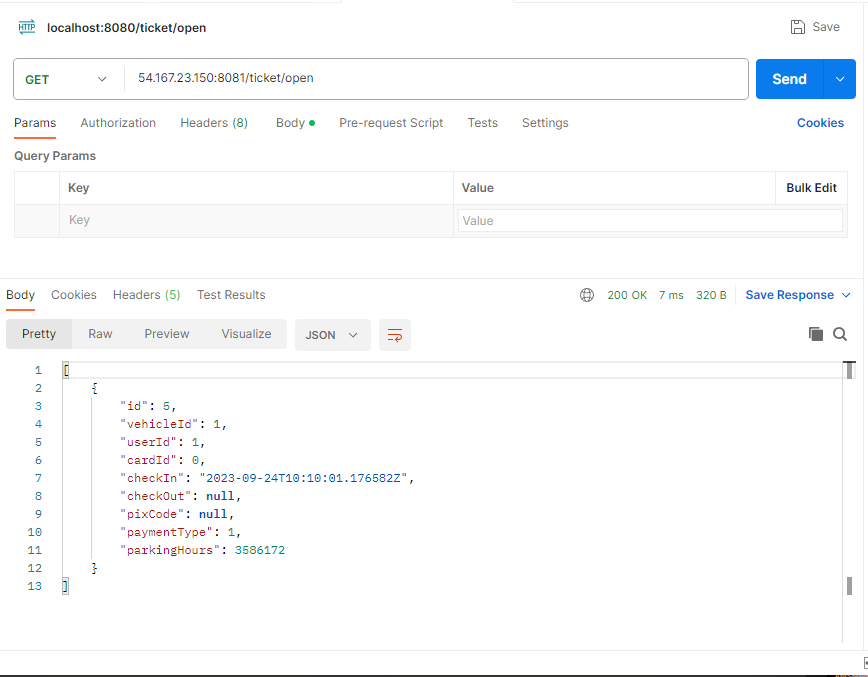 HTTP localhost:8080/ticket/open Save
GET 54.167.23.150:8081/ticket/open Send
Params Authorization Headers (8) Body Pre-request Script Tests Settings Cookies
Query Params
Key Value Bulk Edit
Key Value
Body Cookies Headers (5) Test Results 200 OK 7 ms 320 B Save Response
Pretty Raw Preview Visualize JSON
1 [
2 {
3 "id": 5,
4 "vehicleId": 1,
5 "userId": 1,
6 "cardId": 0,
7 "checkIn": "2023-09-24T10:10:01.176582Z",
8 "checkOut": null,
9 "pixCode": null,
10 "paymentType": 1,
11 "parkingHours": 3586172
12 }
13 ]